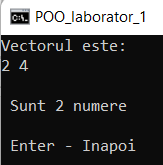 POO_laborator_1
Vectorul este:
2 4
Sunt 2 numere
Enter - Inapoi